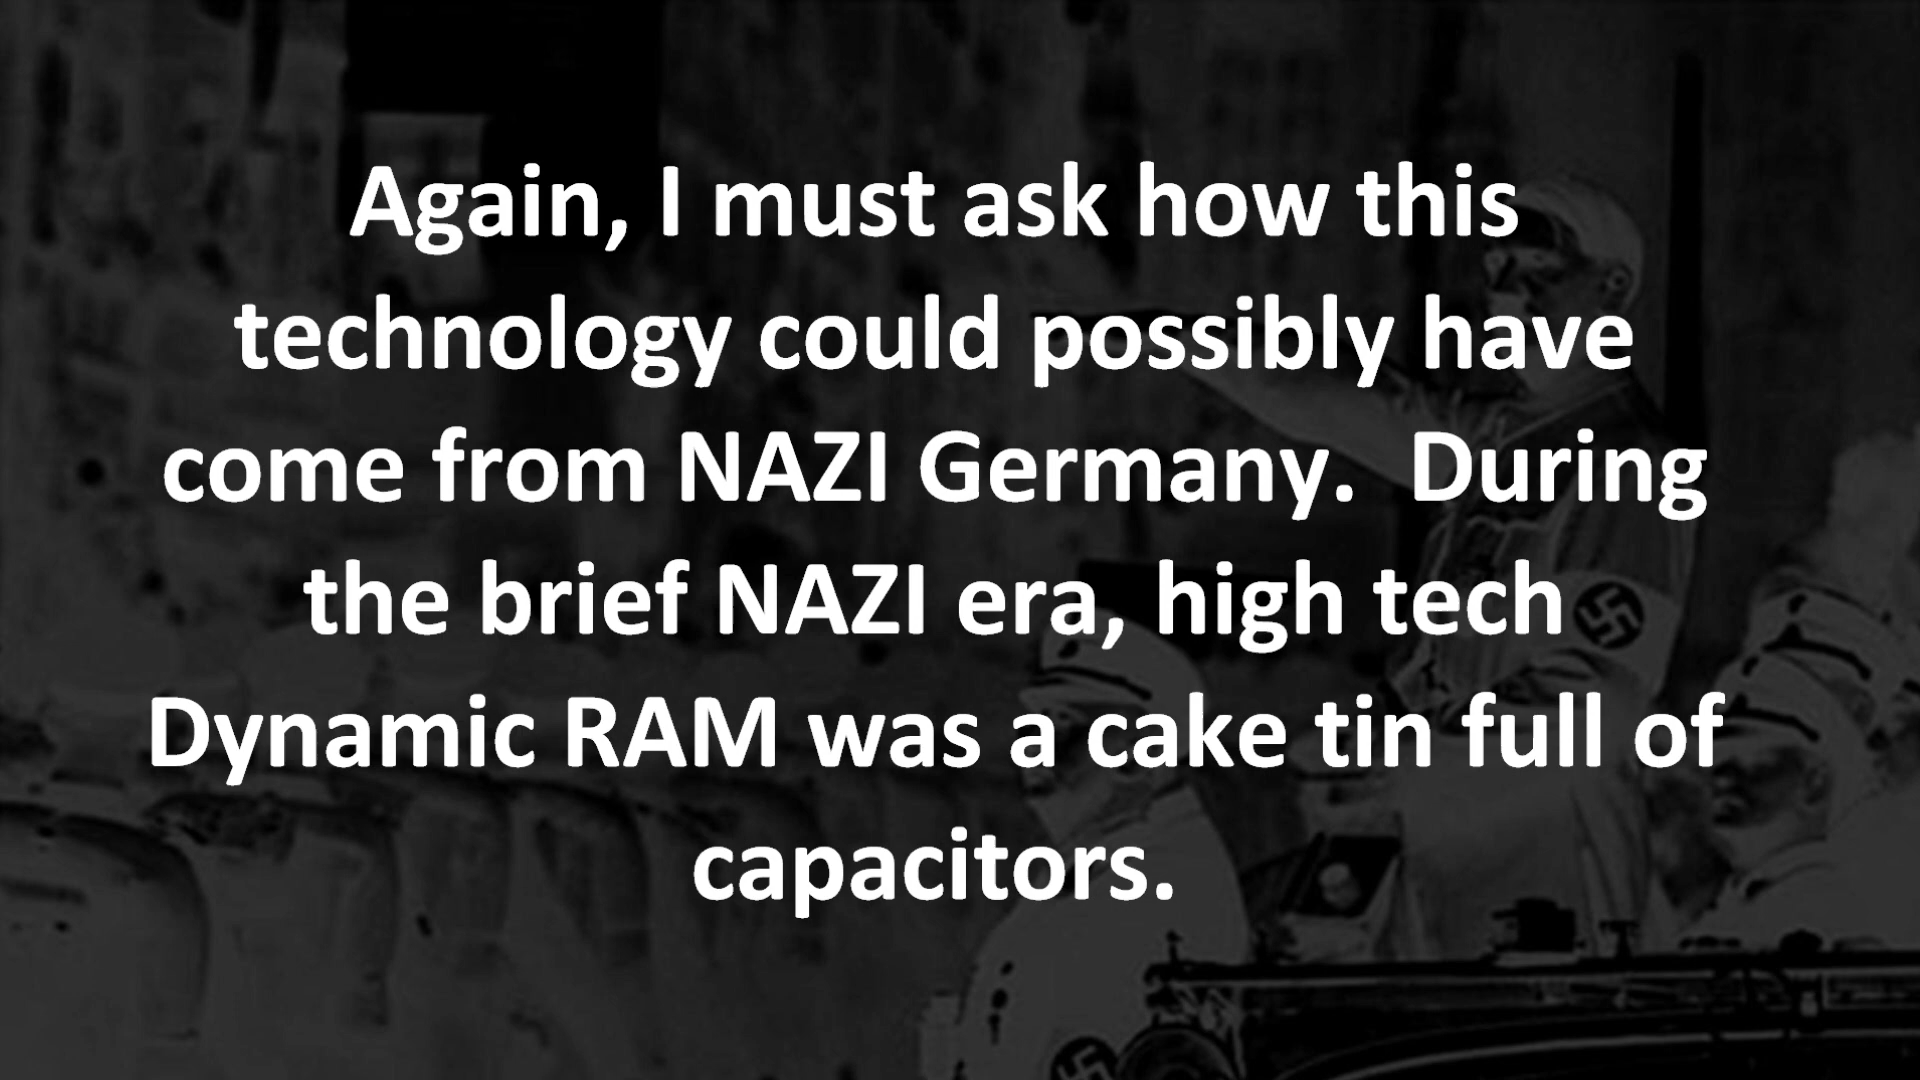 Again, I must ask how this
technology could possibly have
come from NAZI Germany.  During
the brief NAZI era, high tech
Dynamic RAM was a cake tin full of
capacitors.